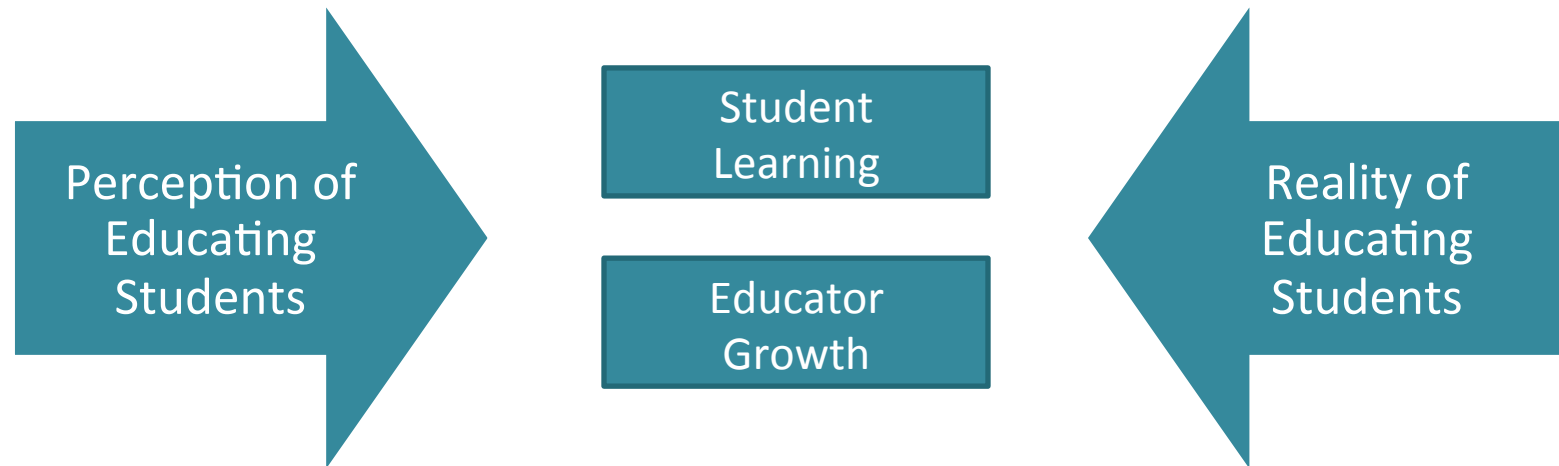 Perception of
Educating
Students
Student
Learning
Educator
Growth
Reality of
Educating
Students